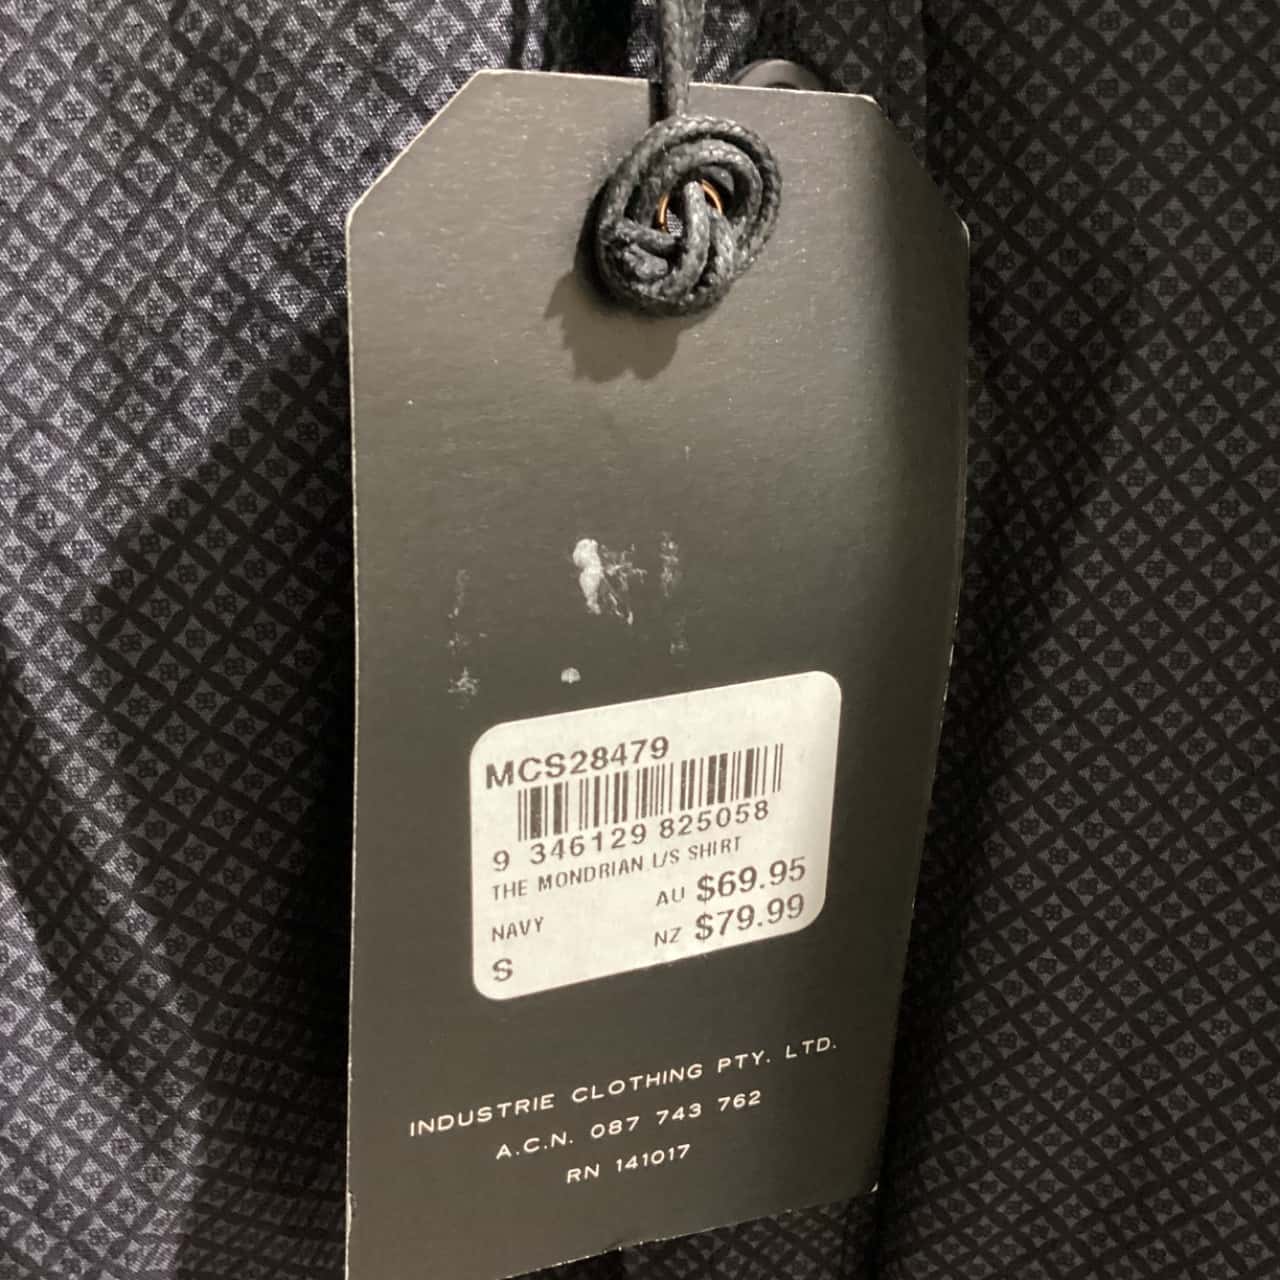 MCS28479
9 346129 825058
THE MONDRIAN L/S SHIRT
AU $69.95
NAVY
NZ $79.99
S
INDUSTRIE CLOTHING PTY. LTD.
A.C.N. 087 743 762
RN 141017